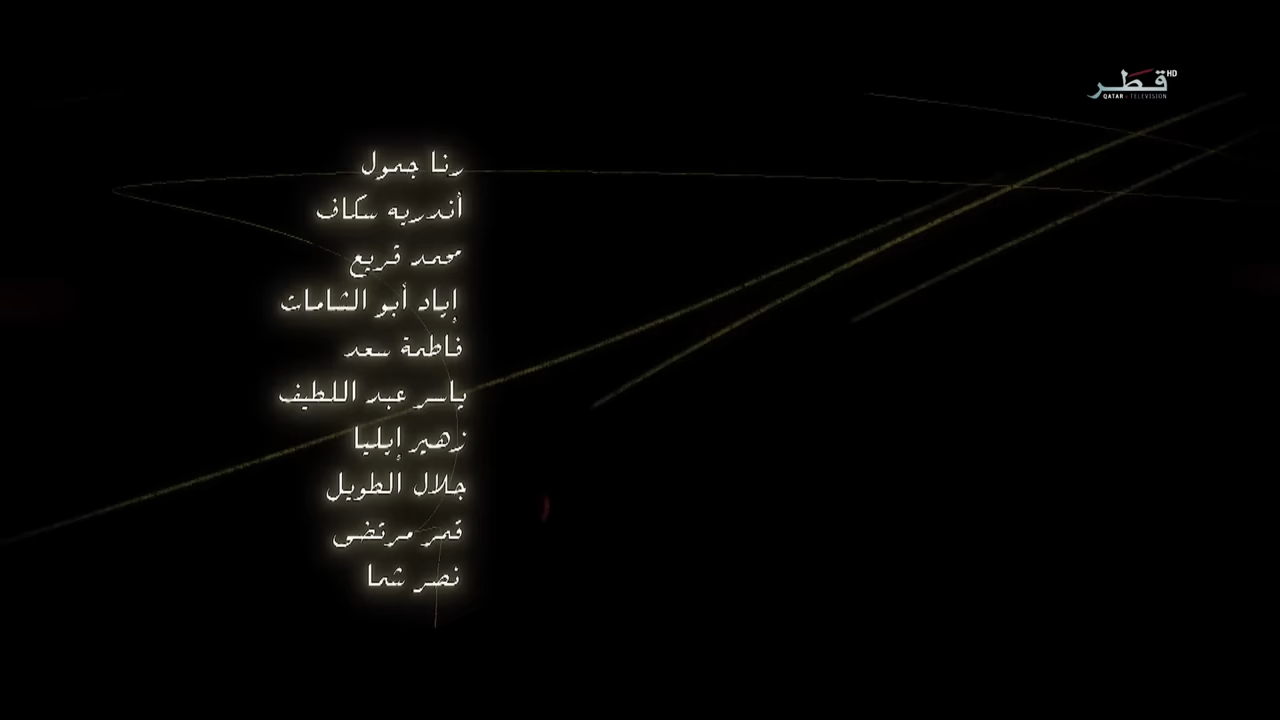 قطر HD
QATAR - TELEVISION
رنا جمول
أندريه سكاف
محمد قريع
إياد أبو الشامات
فاطمة سعد
ياسر عبد اللطيف
زهير إيليا
جلال الطويل
قمر مرتضى
نصر شما